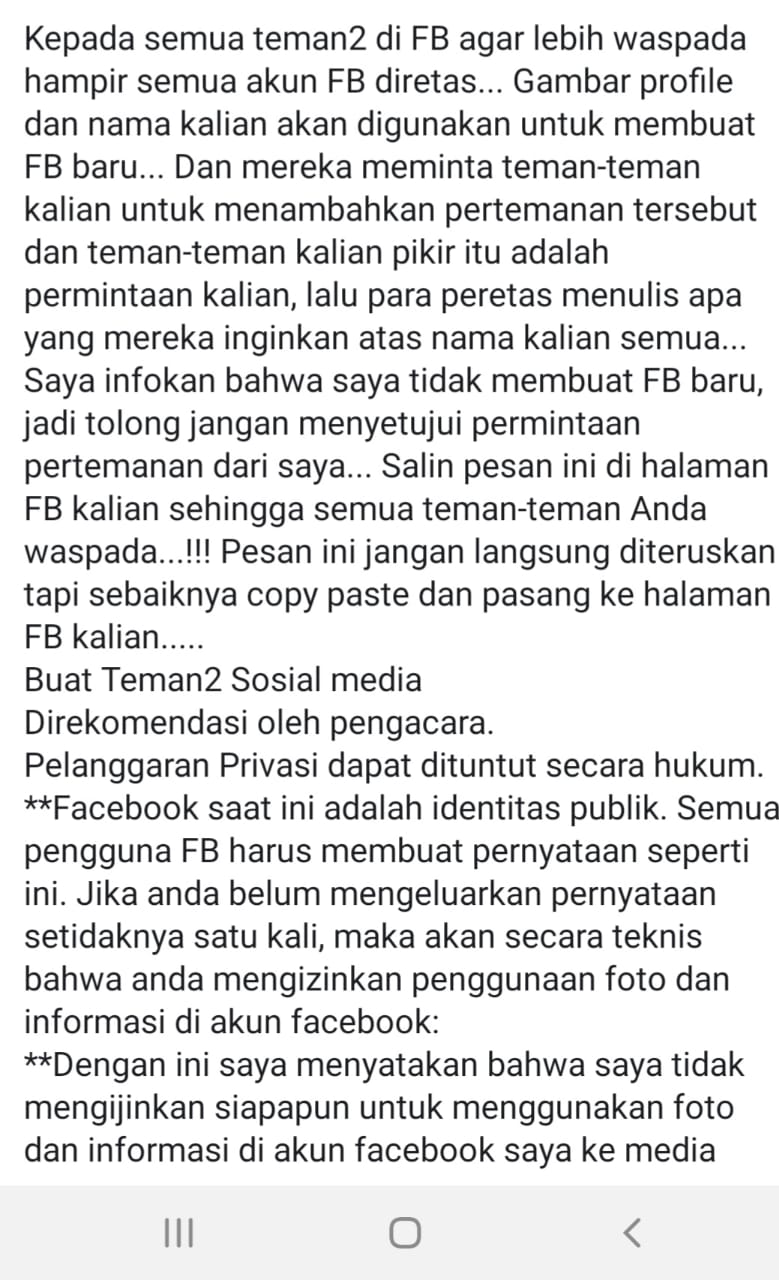 Kepada semua teman2 di FB agar lebih waspada
hampir semua akun FB diretas... Gambar profile
dan nama kalian akan digunakan untuk membuat
FB baru... Dan mereka meminta teman-teman
kalian untuk menambahkan pertemanan tersebut
dan teman-teman kalian pikir itu adalah
permintaan kalian, lalu para peretas menulis apa
yang mereka inginkan atas nama kalian semua...
Saya infokan bahwa saya tidak membuat FB baru,
jadi tolong jangan menyetujui permintaan
pertemanan dari saya... Salin pesan ini di halaman
FB kalian sehingga semua teman-teman Anda
waspada...!!! Pesan ini jangan langsung diteruskan
tapi sebaiknya copy paste dan pasang ke halaman
FB kalian.....
Buat Teman2 Sosial media
Direkomendasi oleh pengacara.
Pelanggaran Privasi dapat dituntut secara hukum.
**Facebook saat ini adalah identitas publik. Semua
pengguna FB harus membuat pernyataan seperti
ini. Jika anda belum mengeluarkan pernyataan
setidaknya satu kali, maka akan secara teknis
bahwa anda mengizinkan penggunaan foto dan
informasi di akun facebook:
**Dengan ini saya menyatakan bahwa saya tidak
mengijinkan siapapun untuk menggunakan foto
dan informasi di akun facebook saya ke media